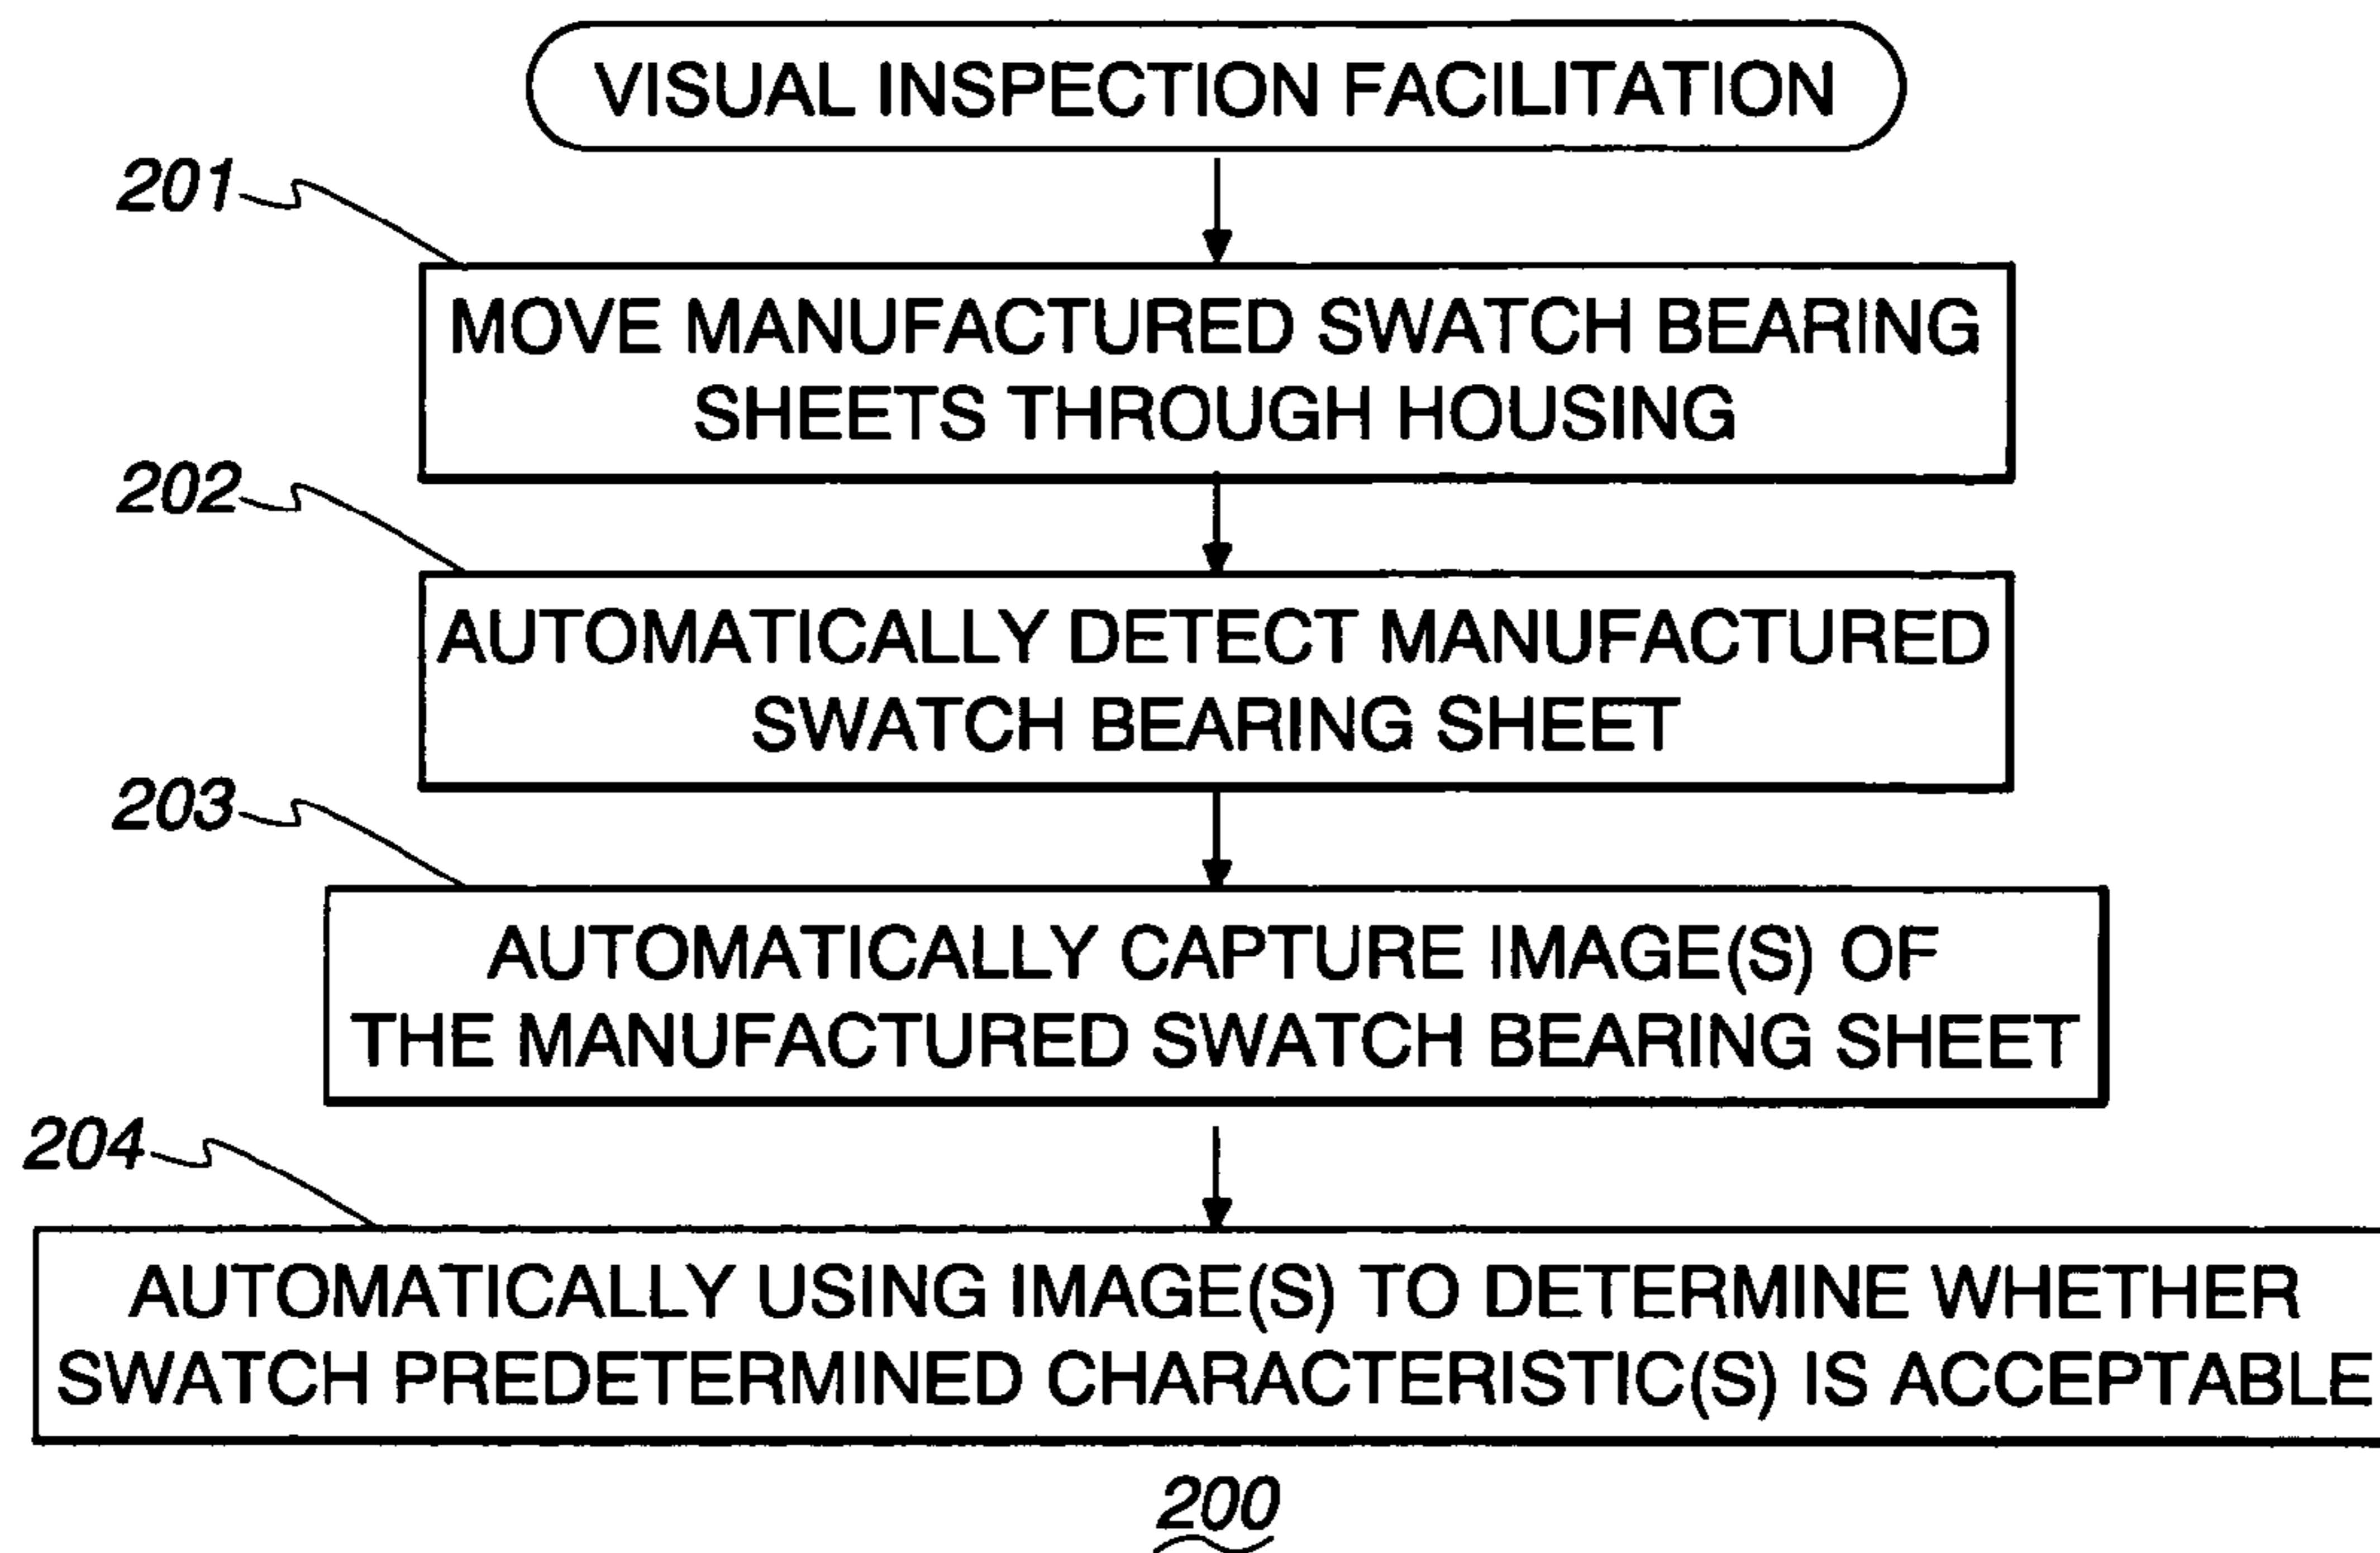 VISUAL INSPECTION FACILITATION
201
MOVE MANUFACTURED SWATCH BEARING
SHEETS THROUGH HOUSING
202
AUTOMATICALLY DETECT MANUFACTURED
SWATCH BEARING SHEET
203
AUTOMATICALLY CAPTURE IMAGE(S) OF
THE MANUFACTURED SWATCH BEARING SHEET
204
AUTOMATICALLY USING IMAGE(S) TO DETERMINE WHETHER
SWATCH PREDETERMINED CHARACTERISTIC(S) IS ACCEPTABLE
200